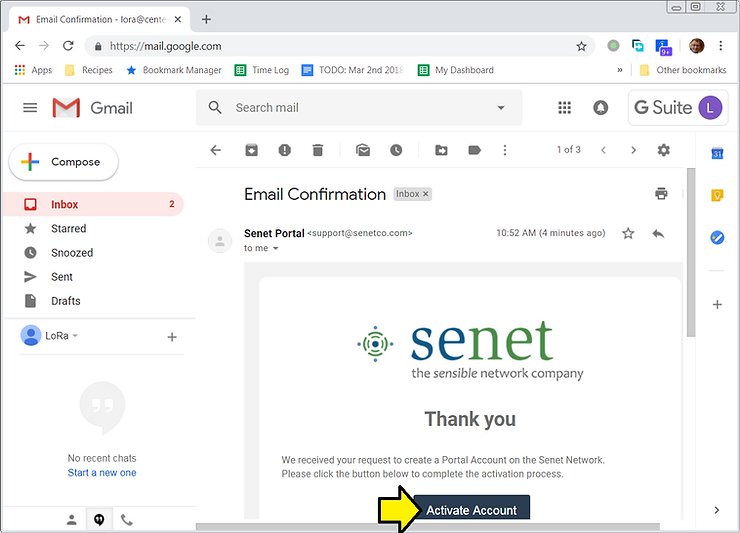 Email Confirmation - lora@cente
https://mail.google.com
9+
Apps Recipes Bookmark Manager Time Log TODO: Mar 2nd 2018 My Dashboard » Other bookmarks
Gmail
Search mail
G Suite L
Compose
1 of 3
31
Inbox 2
Starred
Snoozed
Sent
Drafts
LoRa
No recent chats
Start a new one
Email Confirmation Inbox ×
Senet Portal <support@senetco.com> 10:52 AM (4 minutes ago)
to me
senet
the sensible network company
Thank you
We received your request to create a Portal Account on the Senet Network.
Please click the button below to complete the activation process.
Activate Account